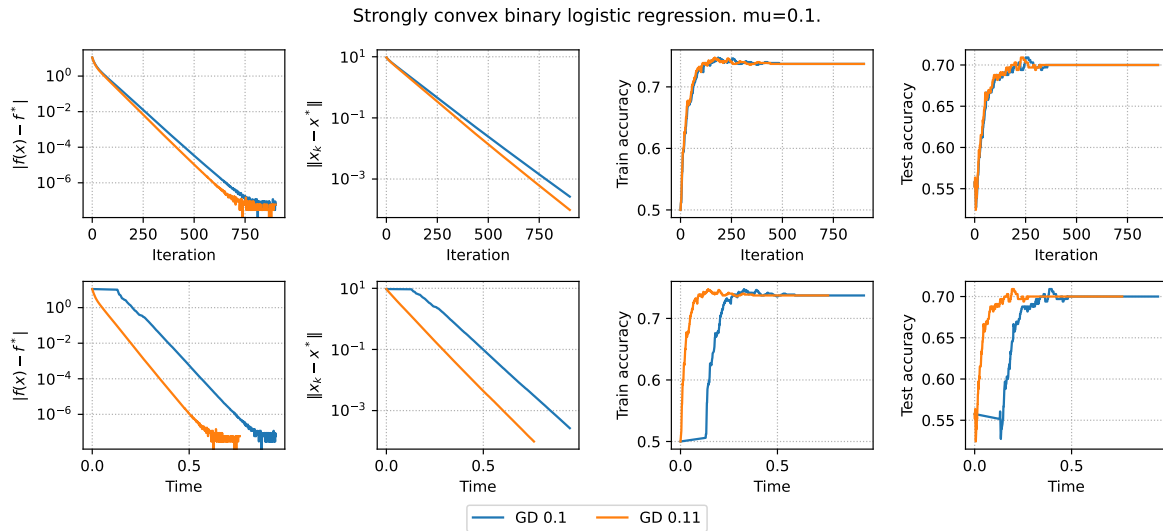 Strongly convex binary logistic regression. mu=0.1.
|f(x) − f*|
10^0
10^−2
10^−4
10^−6
0 250 500 750
Iteration
‖x_k − x*‖
10^1
10^−1
10^−3
0 250 500 750
Iteration
Train accuracy
0.7
0.6
0.5
0 250 500 750
Iteration
Test accuracy
0.70
0.65
0.60
0.55
0 250 500 750
Iteration
|f(x) − f*|
10^0
10^−2
10^−4
10^−6
0.0 0.5
Time
‖x_k − x*‖
10^1
10^−1
10^−3
0.0 0.5
Time
Train accuracy
0.7
0.6
0.5
0.0 0.5
Time
Test accuracy
0.70
0.65
0.60
0.55
0.0 0.5
Time
GD 0.1 GD 0.11